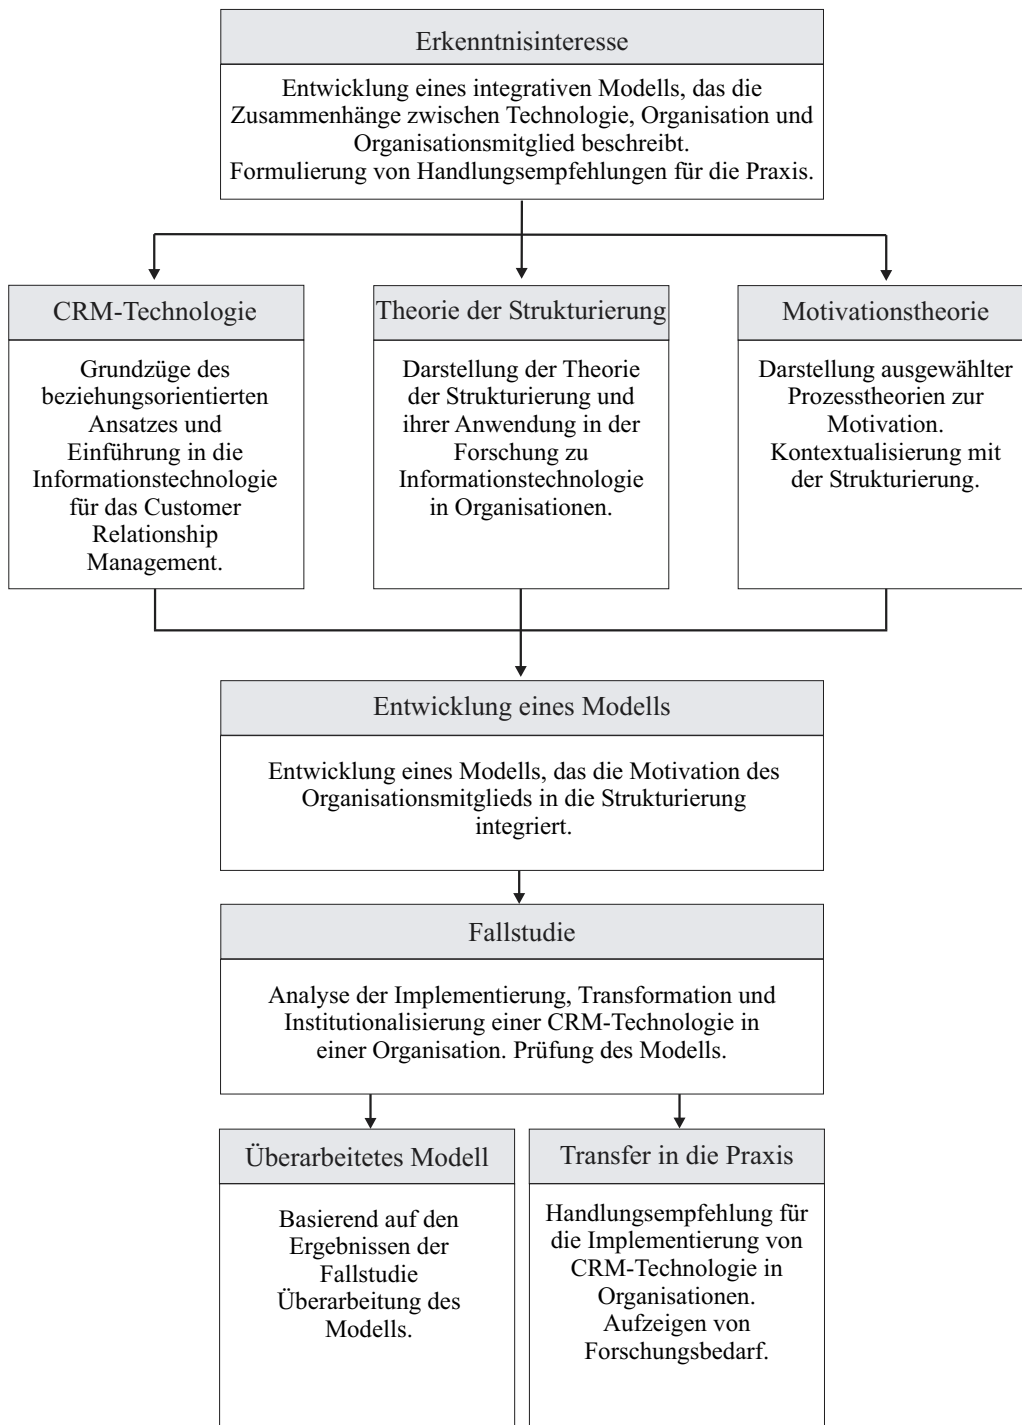 Erkenntnisinteresse
Entwicklung eines integrativen Modells, das die
Zusammenhänge zwischen Technologie, Organisation und
Organisationsmitglied beschreibt.
Formulierung von Handlungsempfehlungen für die Praxis.
CRM-Technologie
Grundzüge des
beziehungsorientierten
Ansatzes und
Einführung in die
Informationstechnologie
für das Customer
Relationship
Management.
Theorie der Strukturierung
Darstellung der Theorie
der Strukturierung und
ihrer Anwendung in der
Forschung zu
Informationstechnologie
in Organisationen.
Motivationstheorie
Darstellung ausgewählter
Prozesstheorien zur
Motivation.
Kontextualisierung mit
der Strukturierung.
Entwicklung eines Modells
Entwicklung eines Modells, das die Motivation des
Organisationsmitglieds in die Strukturierung
integriert.
Fallstudie
Analyse der Implementierung, Transformation und
Institutionalisierung einer CRM-Technologie in
einer Organisation. Prüfung des Modells.
Überarbeitetes Modell
Basierend auf den
Ergebnissen der
Fallstudie
Überarbeitung des
Modells.
Transfer in die Praxis
Handlungsempfehlung für
die Implementierung von
CRM-Technologie in
Organisationen.
Aufzeigen von
Forschungsbedarf.